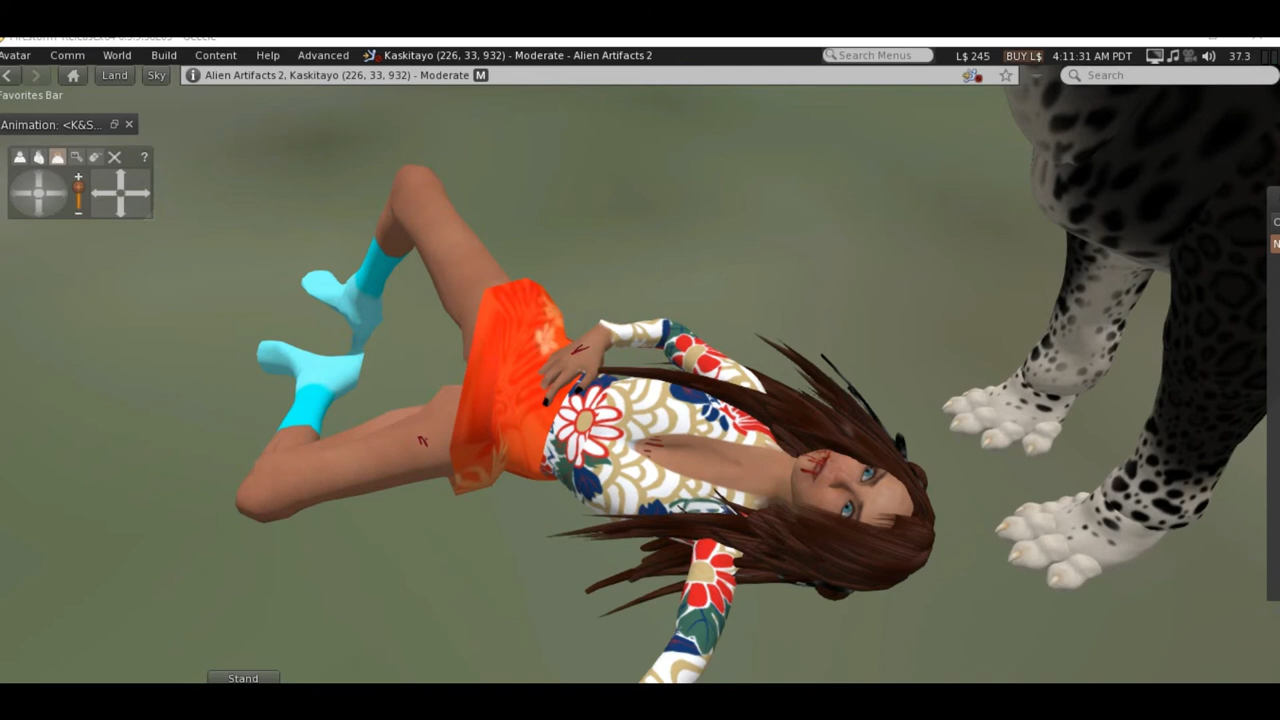 Avatar Comm World Build Content Help Advanced Kaskitayo (226, 33, 932) - Moderate - Alien Artifacts 2 Search Menus L$ 245 BUY L$ 4:11:31 AM PDT 37.3
Land Sky Alien Artifacts 2, Kaskitayo (226, 33, 932) - Moderate M Search
Favorites Bar
Animation: <K&S...
?
Stand